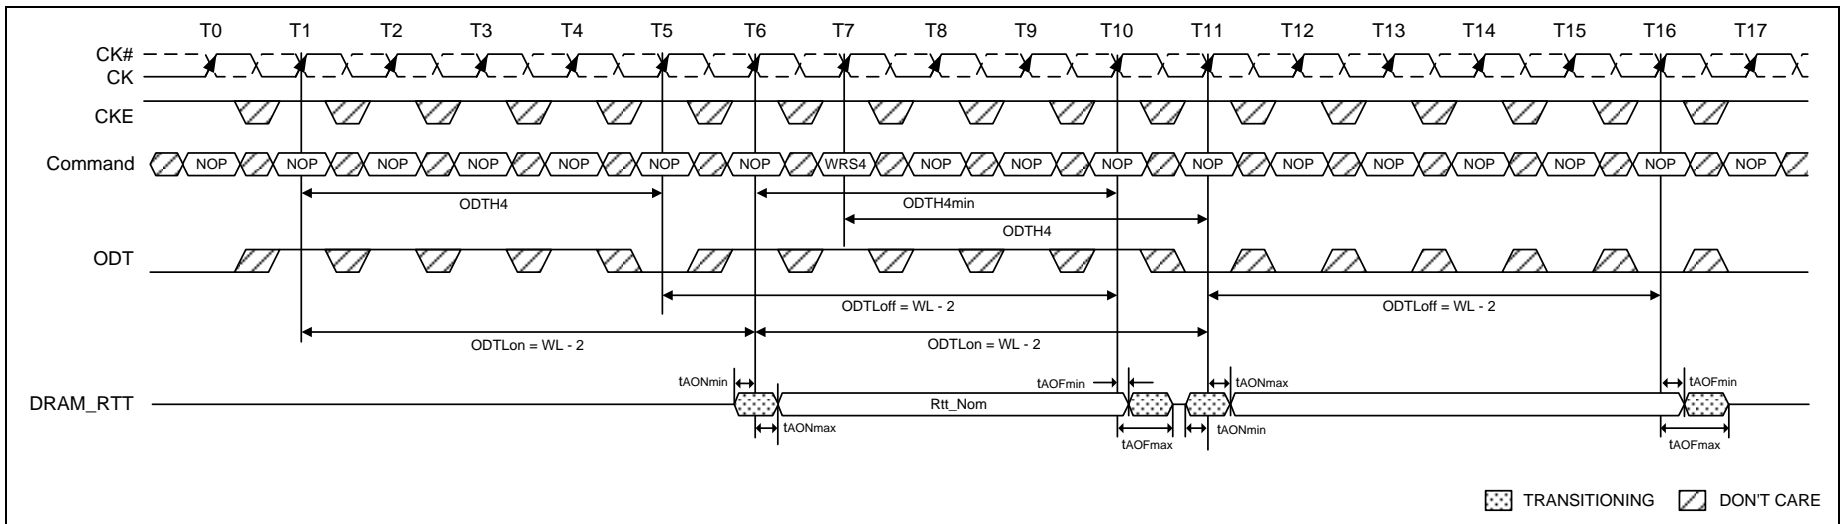 T0 T1 T2 T3 T4 T5 T6 T7 T8 T9 T10 T11 T12 T13 T14 T15 T16 T17
CK#
CK
CKE
Command NOP NOP NOP NOP NOP NOP NOP WRS4 NOP NOP NOP NOP NOP NOP NOP NOP NOP NOP
ODTH4 ODTH4min
ODTH4
ODT
ODTLoff = WL - 2 ODTLoff = WL - 2
ODTLon = WL - 2 ODTLon = WL - 2
tAONmin tAOFmin tAONmax tAOFmin
DRAM_RTT Rtt_Nom
tAONmax tAOFmax tAONmin tAOFmax
TRANSITIONING DON'T CARE